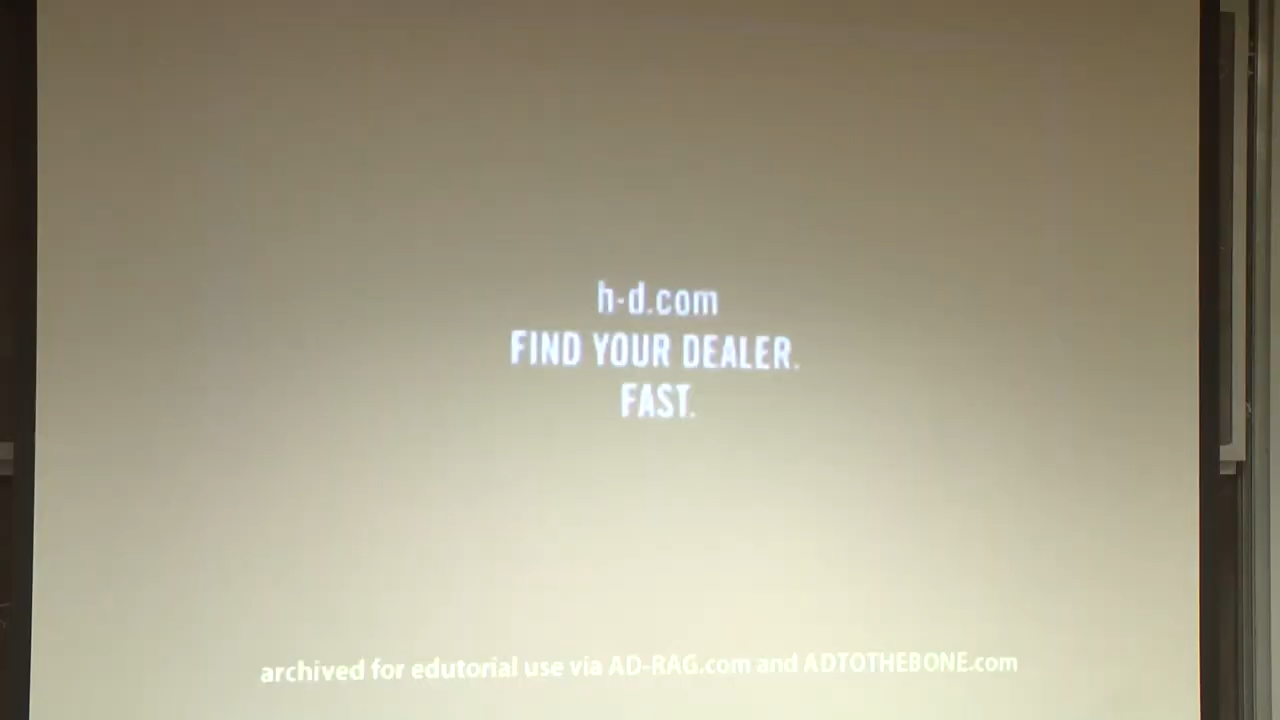 h-d.com
FIND YOUR DEALER.
FAST.
archived for edutorial use via AD-RAG.com and ADTOTHEBONE.com